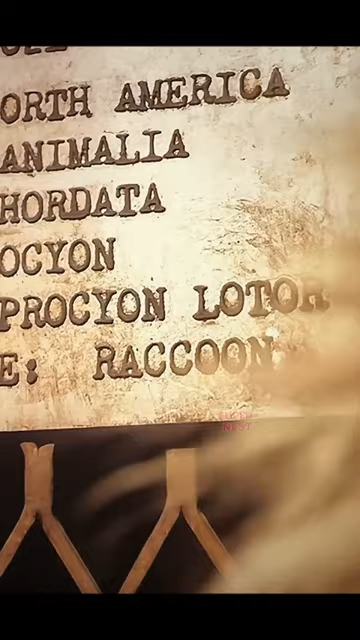 ORTH AMERICA
ANIMALIA
HORDATA
OCYON
PROCYON LOTOR
E: RACCOON